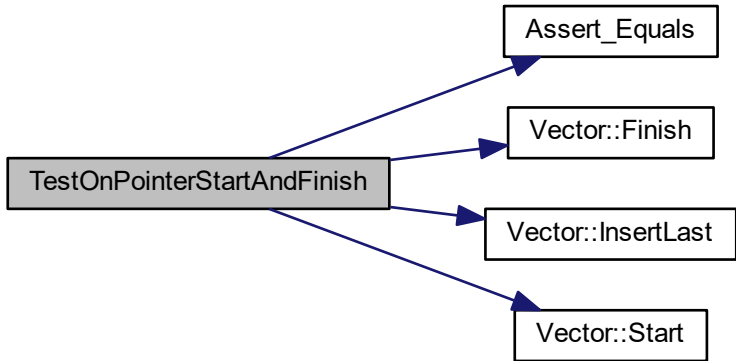 Assert_Equals
Vector::Finish
TestOnPointerStartAndFinish
Vector::InsertLast
Vector::Start